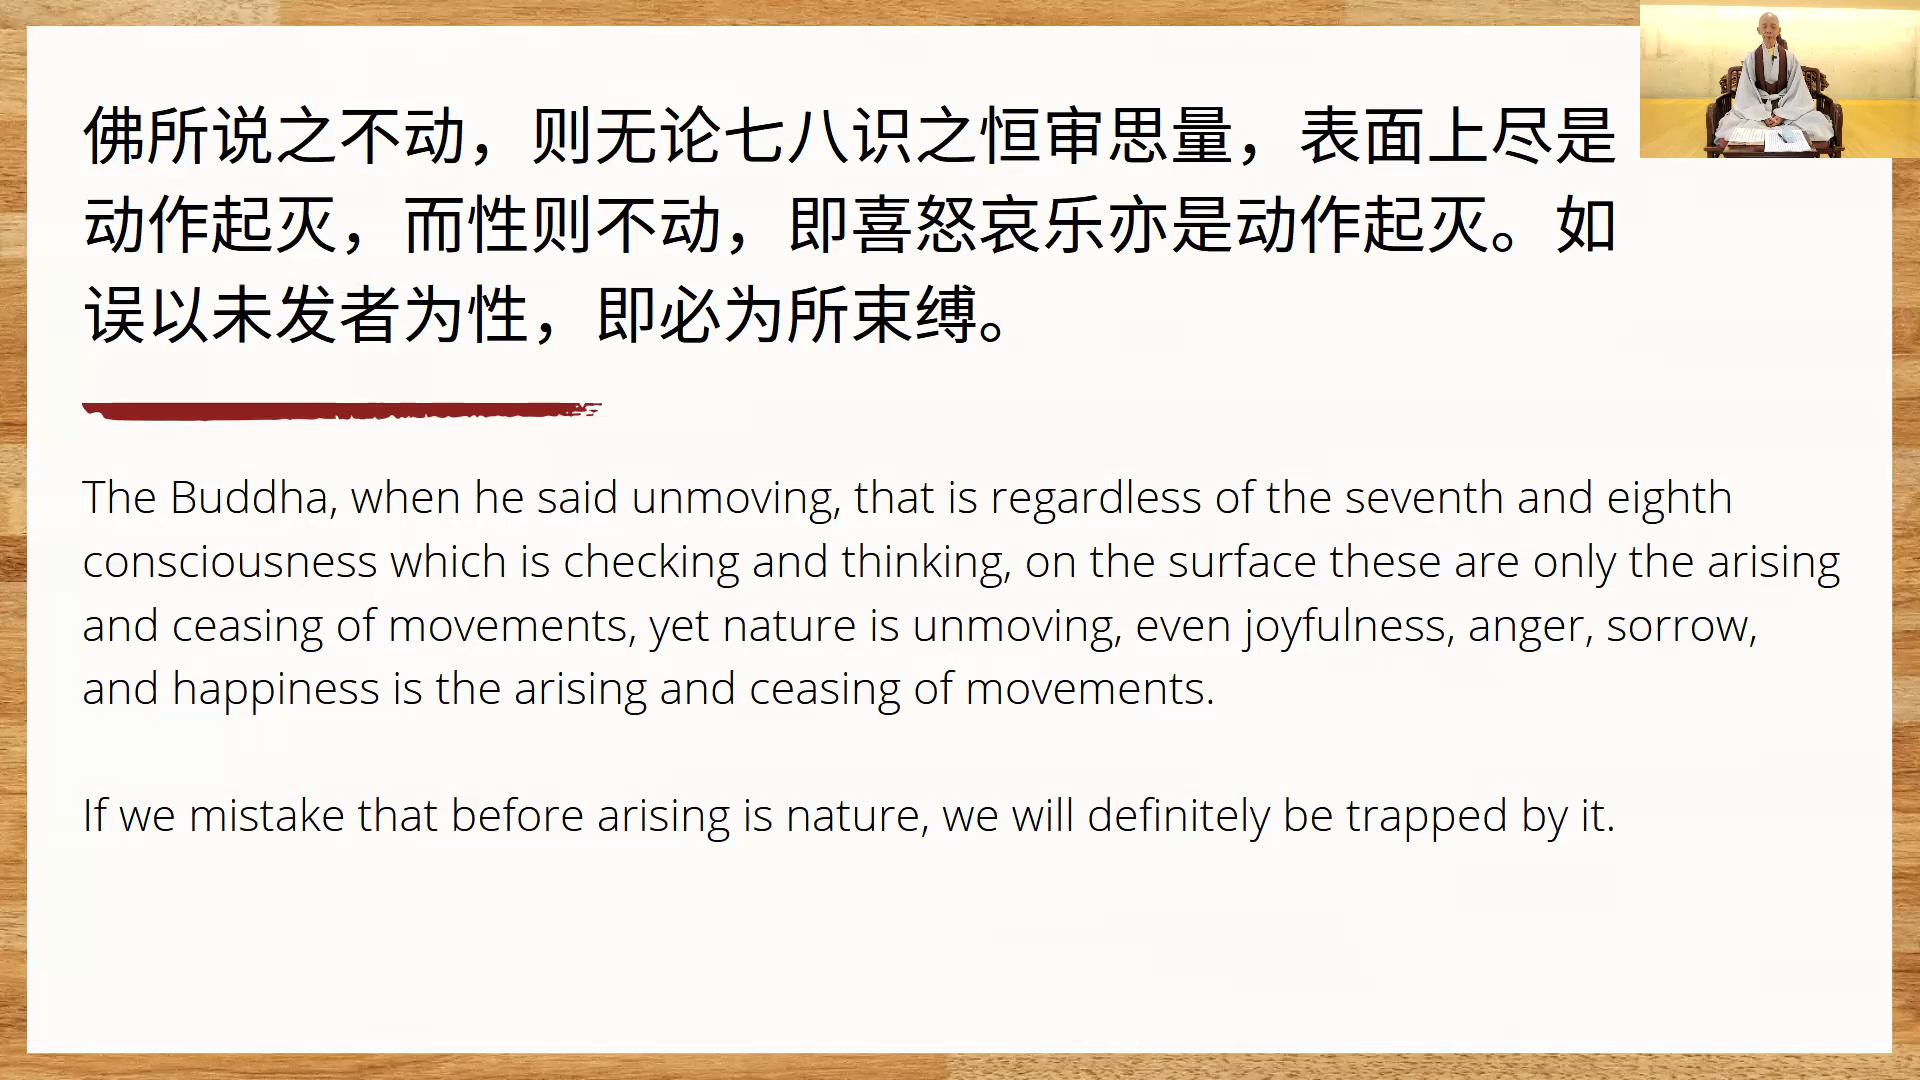 佛所说之不动，则无论七八识之恒审思量，表面上尽是
动作起灭，而性则不动，即喜怒哀乐亦是动作起灭。如
误以未发者为性，即必为所束缚。
The Buddha, when he said unmoving, that is regardless of the seventh and eighth
consciousness which is checking and thinking, on the surface these are only the arising
and ceasing of movements, yet nature is unmoving, even joyfulness, anger, sorrow,
and happiness is the arising and ceasing of movements.
If we mistake that before arising is nature, we will definitely be trapped by it.